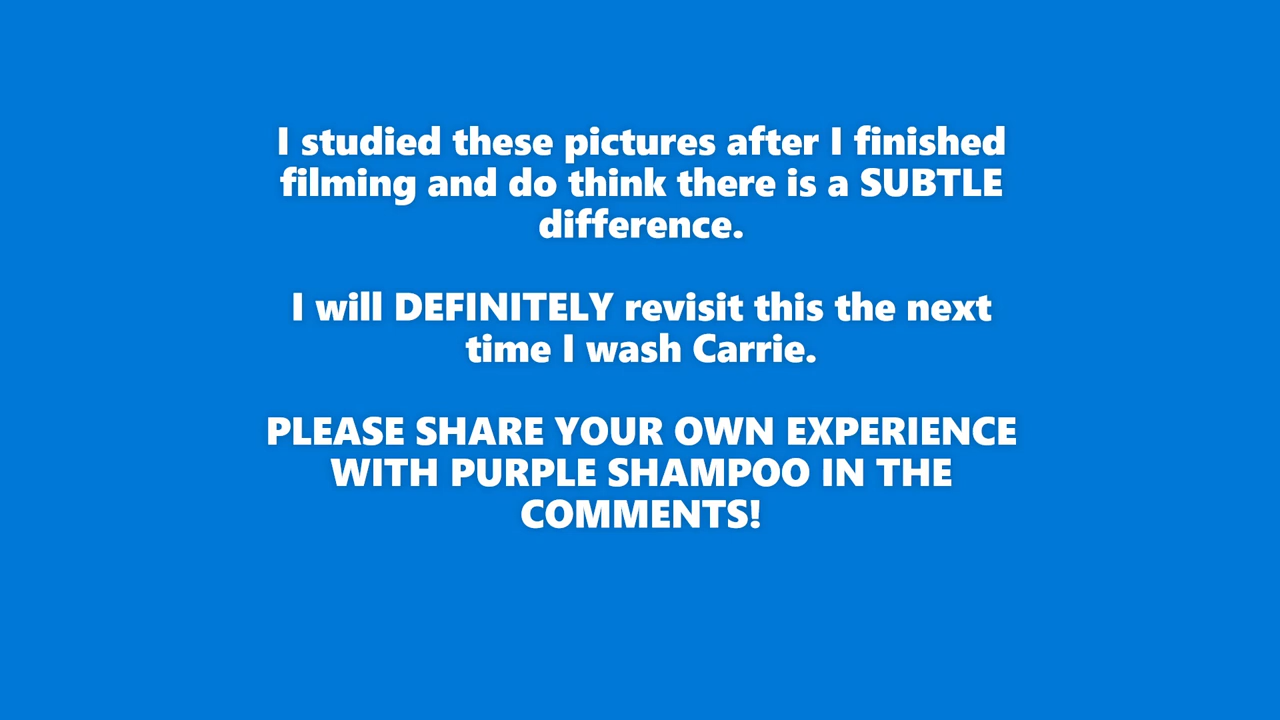 I studied these pictures after I finished
filming and do think there is a SUBTLE
difference.
I will DEFINITELY revisit this the next
time I wash Carrie.
PLEASE SHARE YOUR OWN EXPERIENCE
WITH PURPLE SHAMPOO IN THE
COMMENTS!